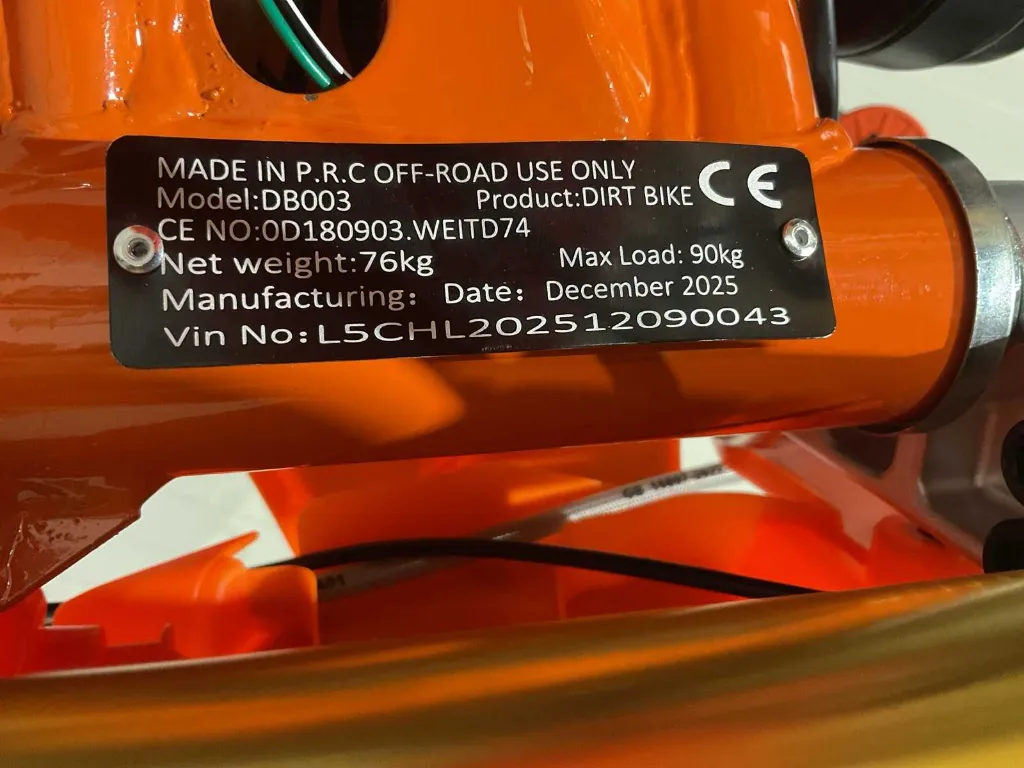 MADE IN P.R.C OFF-ROAD USE ONLY CE
Model:DB003 Product:DIRT BIKE
CE NO:0D180903.WEITD74
Net weight:76kg Max Load: 90kg
Manufacturing: Date: December 2025
Vin No:L5CHL202512090043